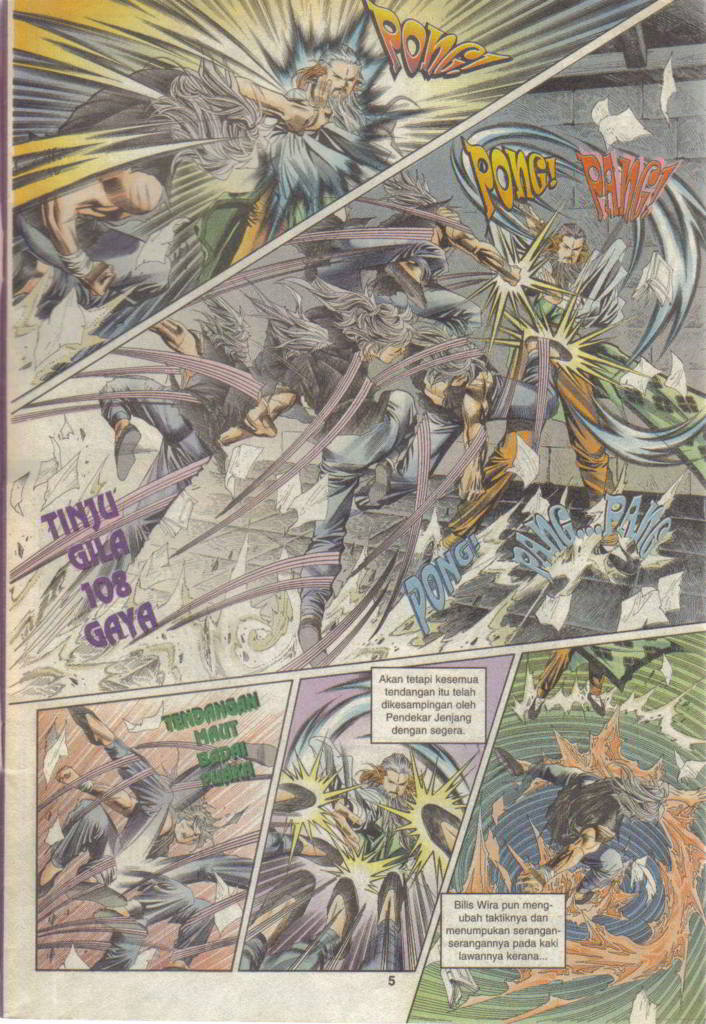 PONG!
PONG!
PANG!
TINJU
GILA
108
GAYA
PONG!
PANG...PANG
TENDANGAN
MAUT
BADAI
Akan tetapi kesemua
tendangan itu telah
dikesampingan oleh
Pendekar Jenjang
dengan segera.
Bilis Wira pun meng-
ubah taktiknya dan
menumpukan serangan-
serangannya pada kaki
lawannya kerana...
5